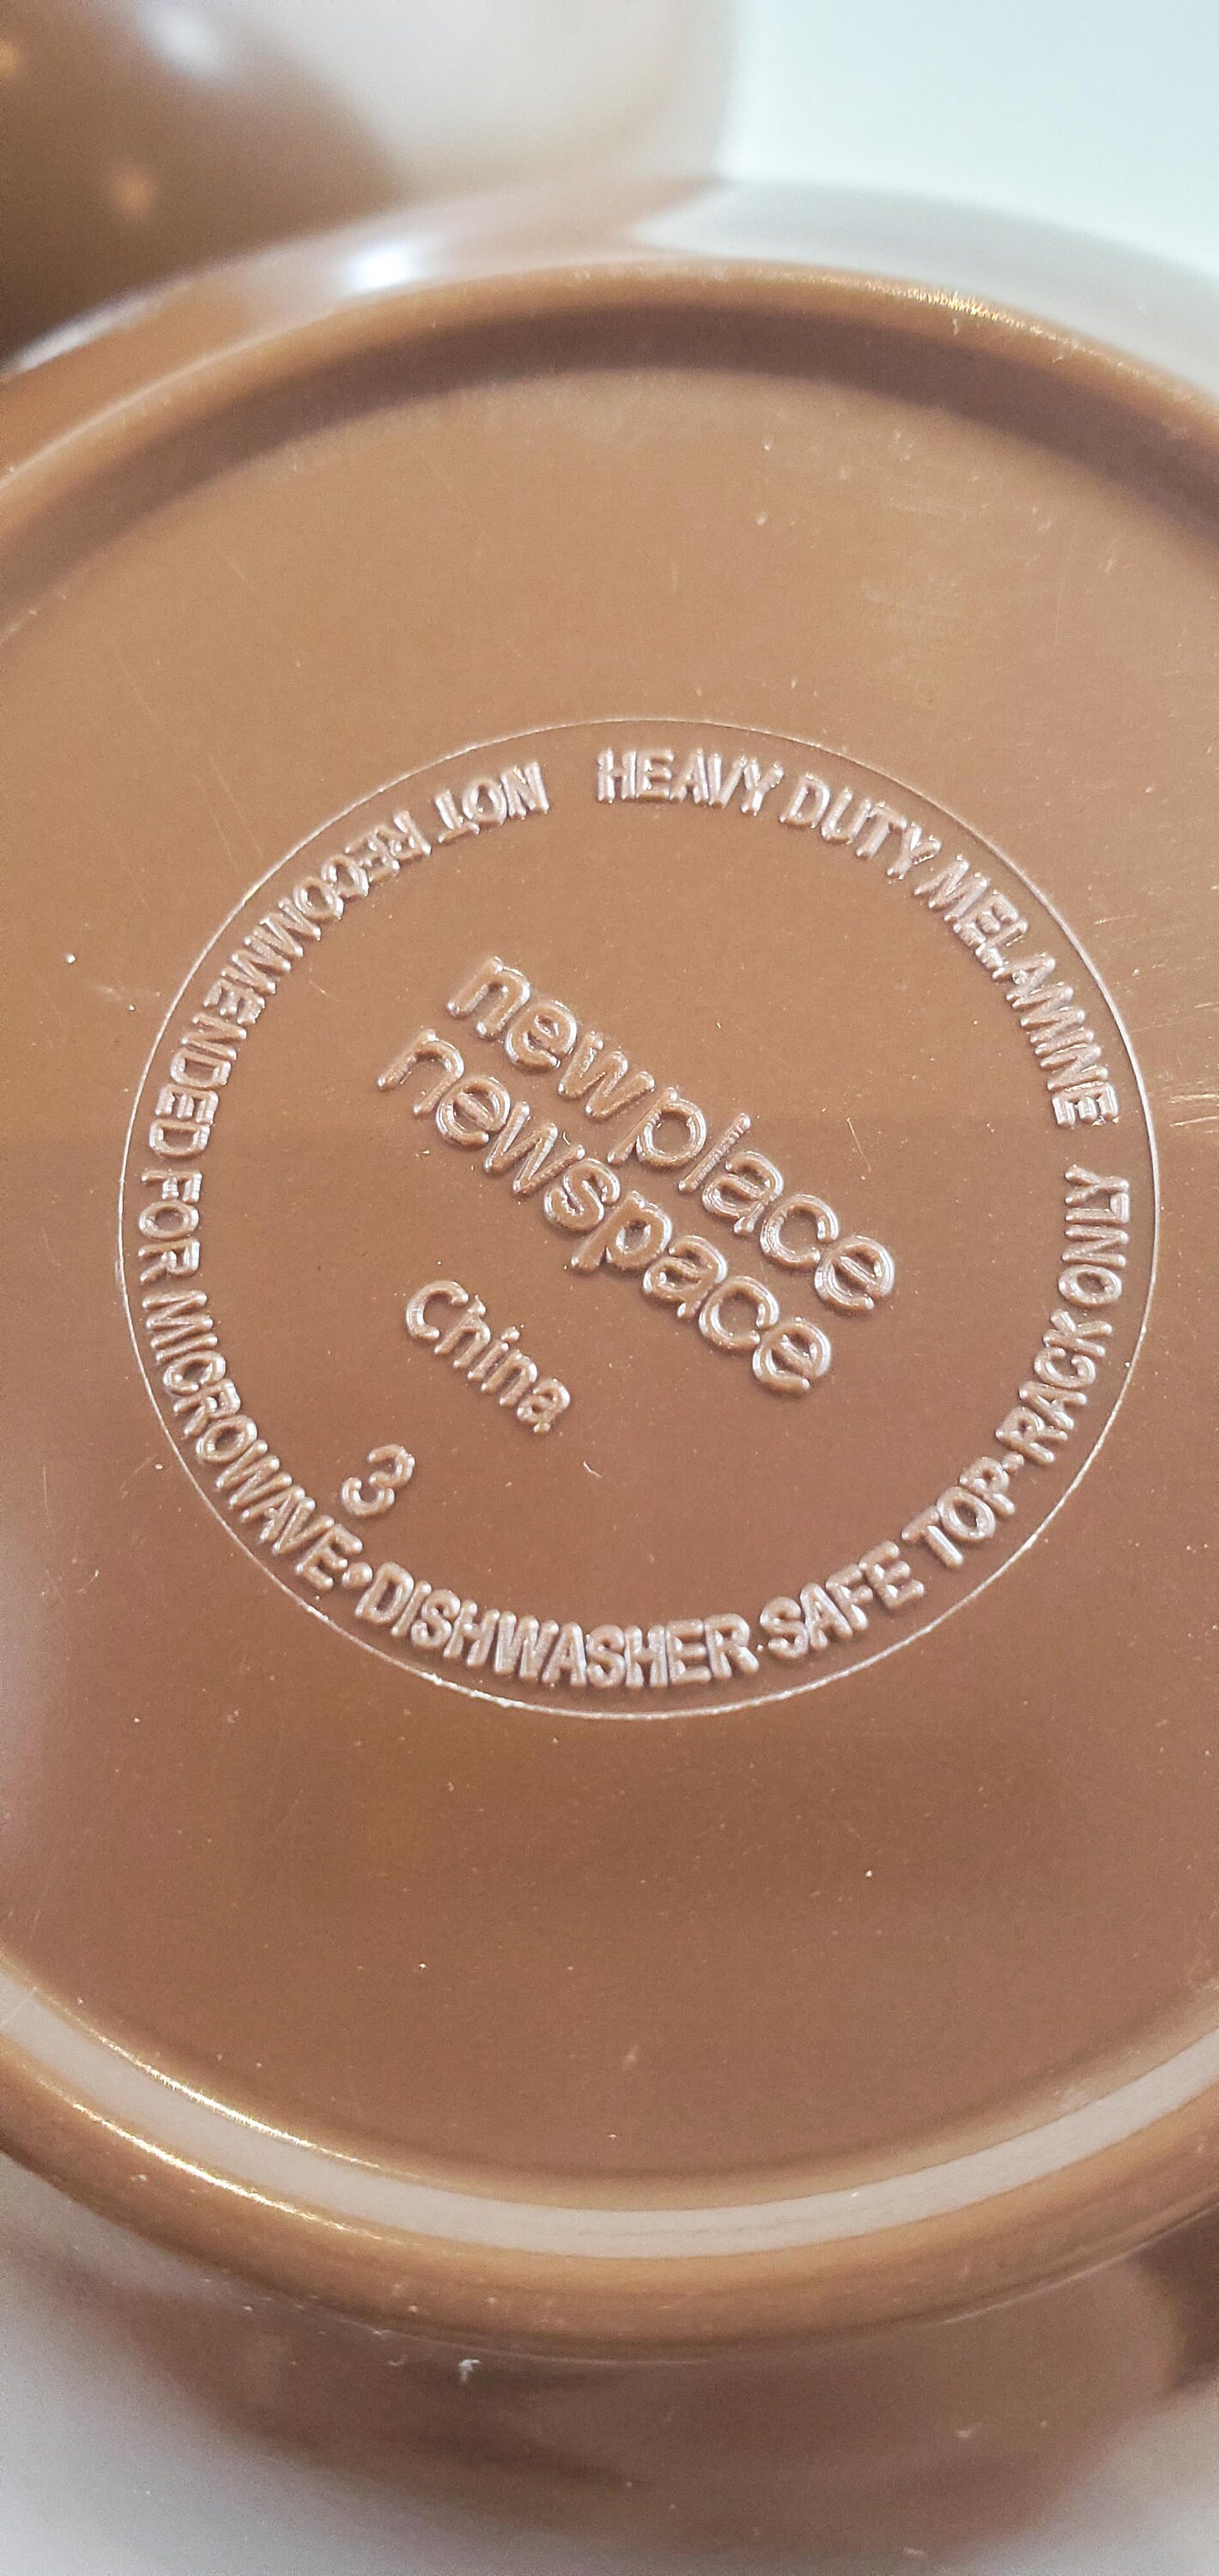 HEAVY DUTY MELAMINE
NOT RECOMMENDED FOR MICROWAVE•DISHWASHER SAFE TOP-RACK ONLY
newplace
newspace
China
3